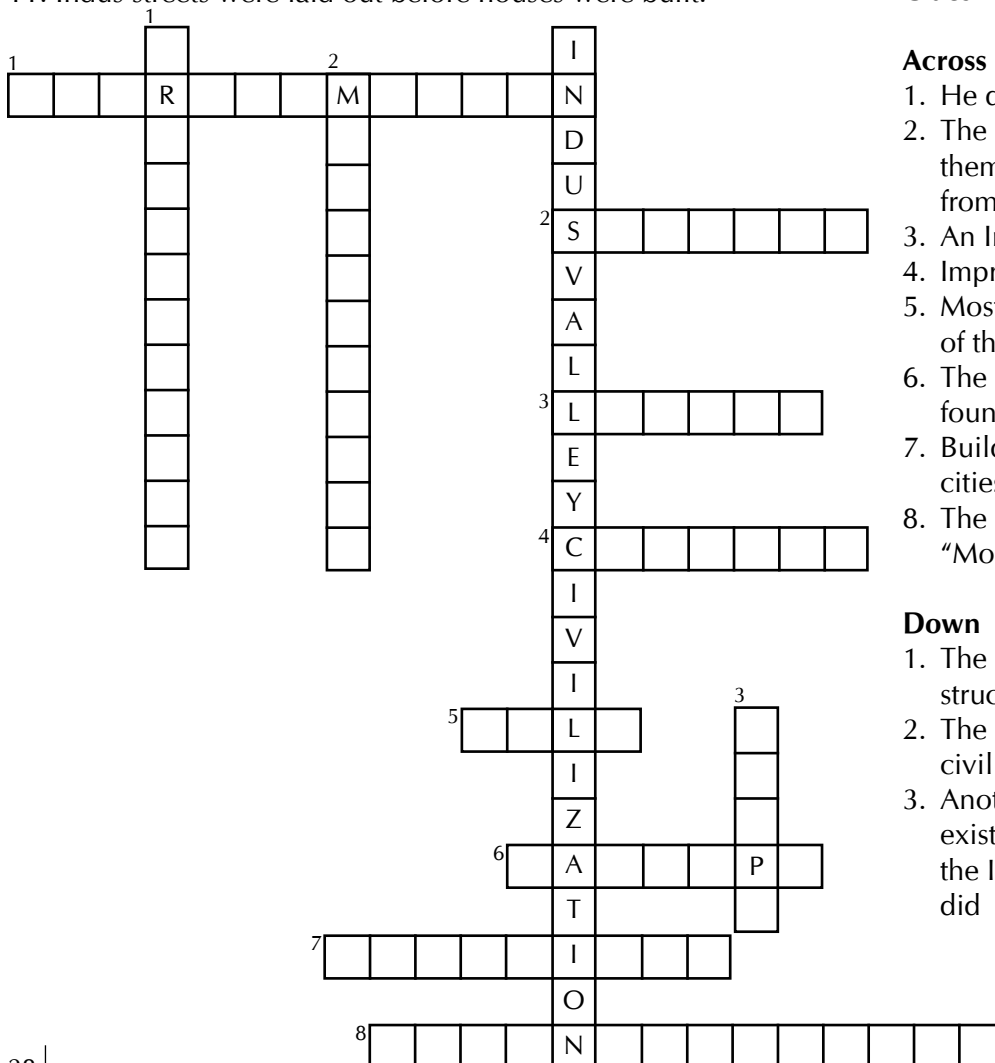 11. Indus streets were laid out before houses were built.
1
I
1
2
R
M
N
D
U
2
S
V
A
L
3
L
E
Y
4
C
I
V
I
3
5
L
I
Z
6
A
P
T
7
I
O
8
N
Across
1. He
2. The
them
from
3. An
4. Impr
5. Most
of th
6. The
foun
7. Build
cities
8. The
“Mo
Down
1. The
struc
2. The
civil
3. Anot
exist
the I
did